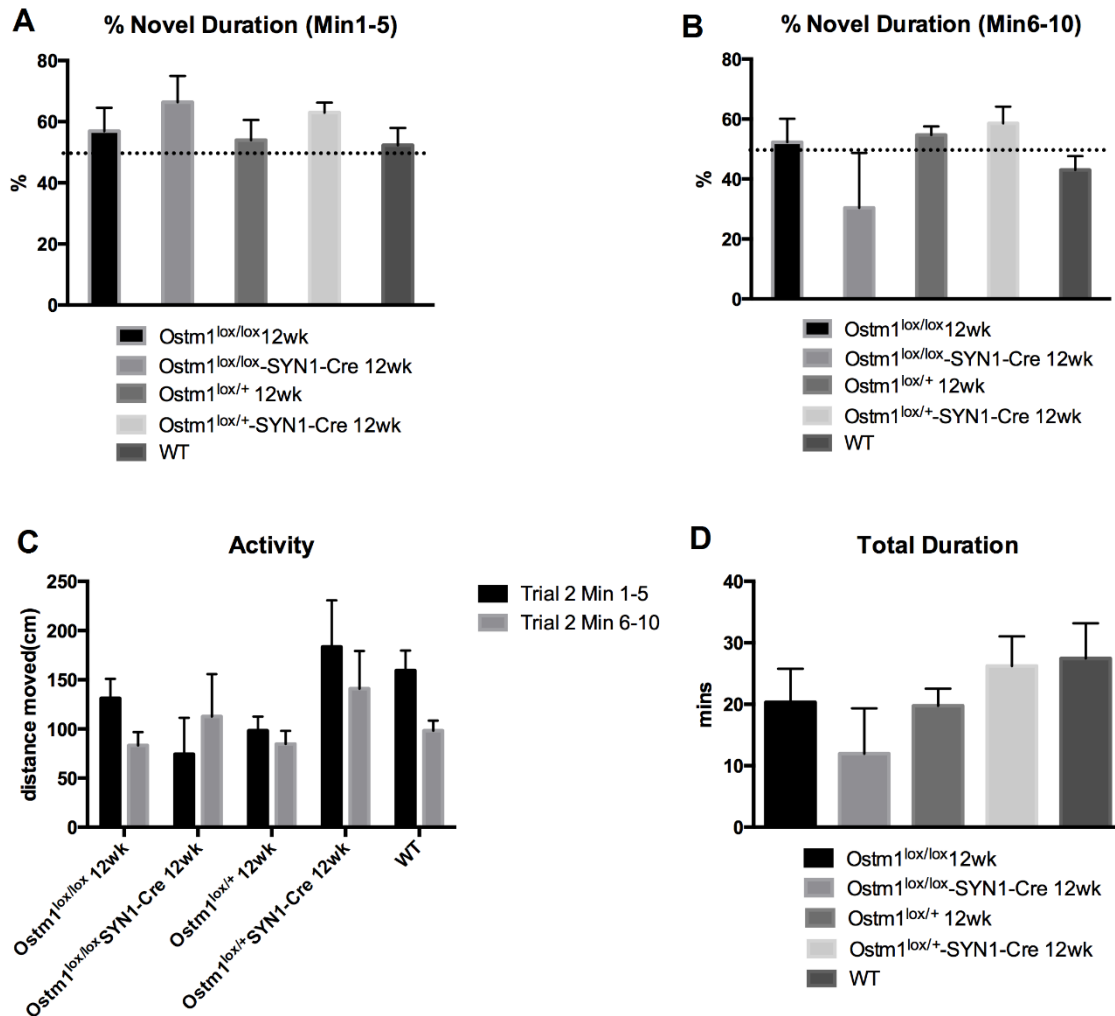 A
% Novel Duration (Min1-5)
80
60
40
20
0
%
Ostm1lox/lox12wk
Ostm1lox/lox-SYN1-Cre 12wk
Ostm1lox/+ 12wk
Ostm1lox/+-SYN1-Cre 12wk
WT
B
% Novel Duration (Min6-10)
80
60
40
20
0
%
Ostm1lox/lox12wk
Ostm1lox/lox-SYN1-Cre 12wk
Ostm1lox/+ 12wk
Ostm1lox/+-SYN1-Cre 12wk
WT
C
Activity
250
200
150
100
50
0
distance moved(cm)
Trial 2 Min 1-5
Trial 2 Min 6-10
Ostm1lox/lox 12wk
Ostm1lox/loxSYN1-Cre 12wk
Ostm1lox/+ 12wk
Ostm1lox/+SYN1-Cre 12wk
WT
D
Total Duration
40
30
20
10
0
mins
Ostm1lox/lox12wk
Ostm1lox/lox-SYN1-Cre 12wk
Ostm1lox/+ 12wk
Ostm1lox/+-SYN1-Cre 12wk
WT